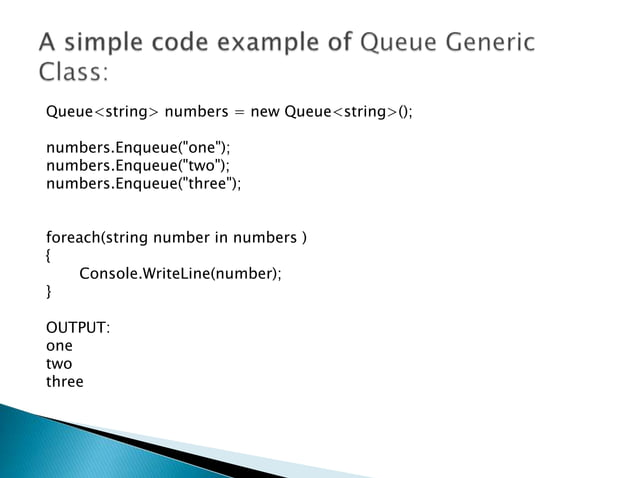 A simple code example of Queue Generic
Class:
Queue<string> numbers = new Queue<string>();
numbers.Enqueue("one");
numbers.Enqueue("two");
numbers.Enqueue("three");
foreach(string number in numbers )
{
Console.WriteLine(number);
}
OUTPUT:
one
two
three